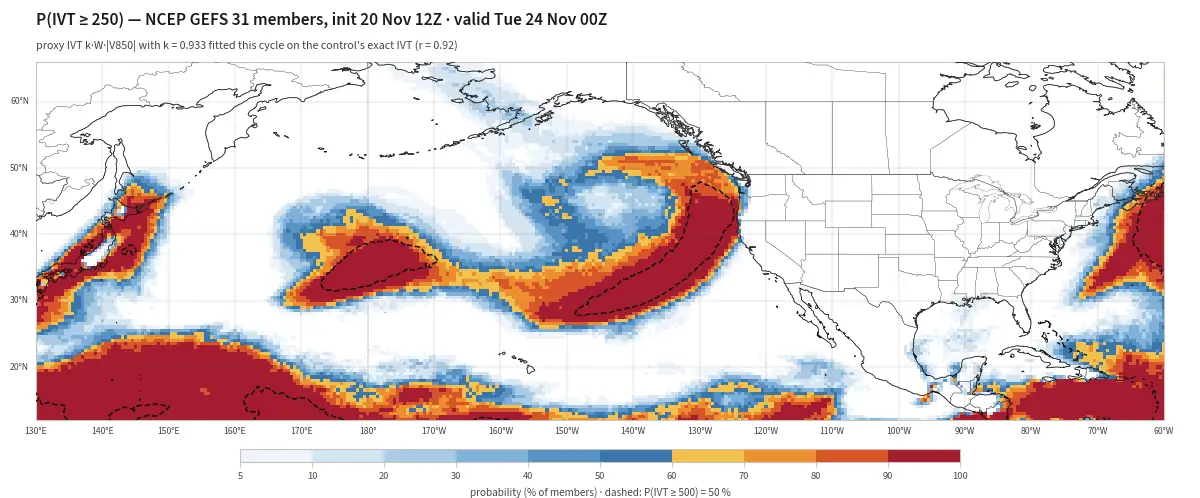 P(IVT ≥ 250) — NCEP GEFS 31 members, init 20 Nov 12Z · valid Tue 24 Nov 00Z
proxy IVT k·W·|V850| with k = 0.933 fitted this cycle on the control's exact IVT (r = 0.92)
60°N
50°N
40°N
30°N
20°N
130°E 140°E 150°E 160°E 170°E 180° 170°W 160°W 150°W 140°W 130°W 120°W 110°W 100°W 90°W 80°W 70°W 60°W
5 10 20 30 40 50 60 70 80 90 100
probability (% of members) · dashed: P(IVT ≥ 500) = 50 %